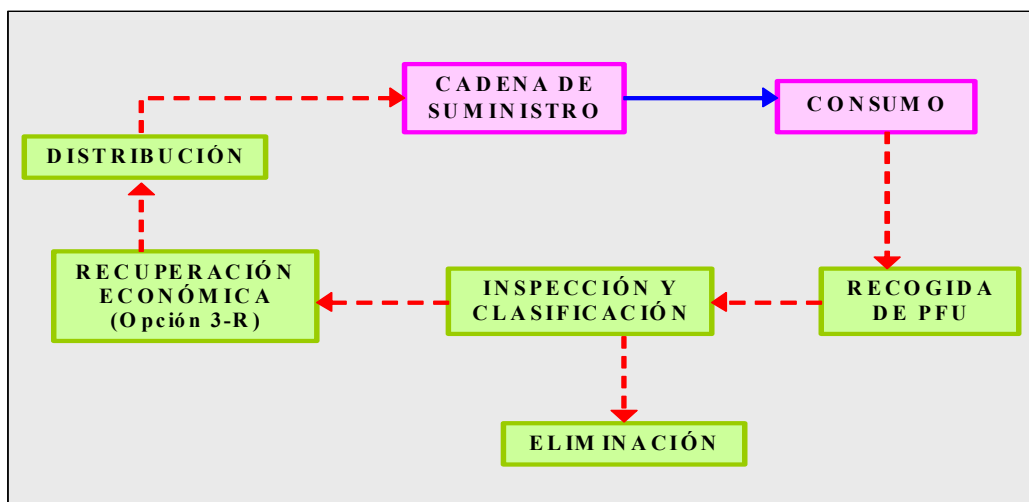 CADENA DE
SUMINISTRO
CONSUMO
DISTRIBUCIÓN
RECUPERACIÓN
ECONÓMICA
(Opción 3-R)
INSPECCIÓN Y
CLASIFICACIÓN
RECOGIDA
DE PFU
ELIMINACIÓN